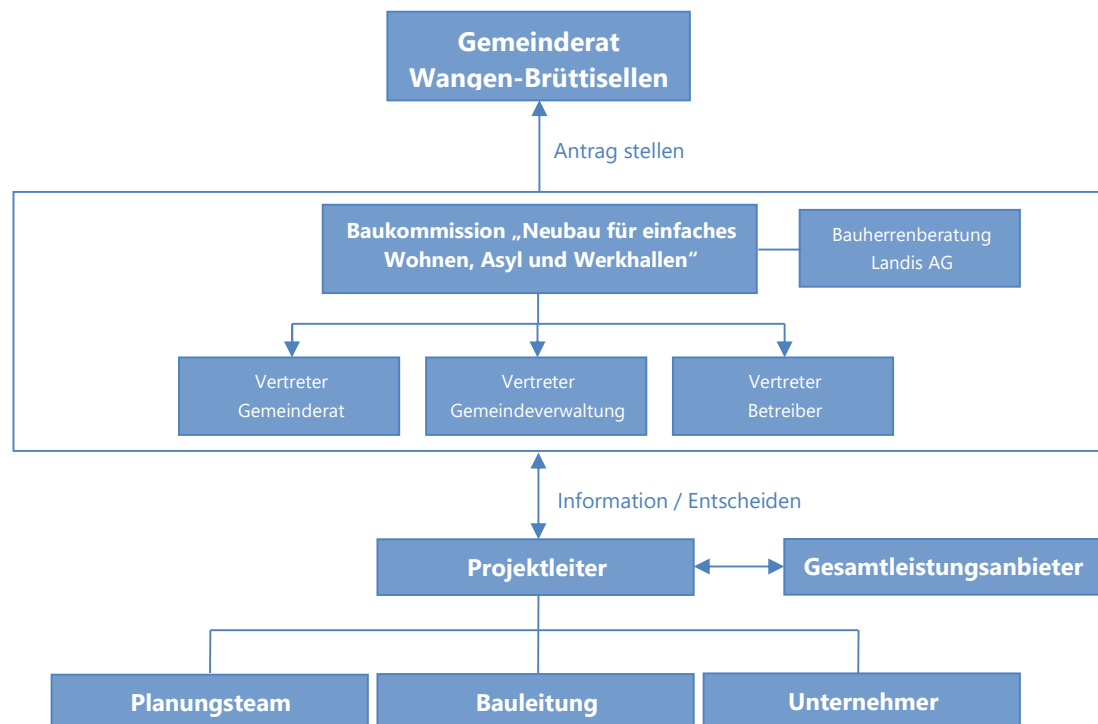 Gemeinderat
Wangen-Brüttisellen
Antrag stellen
Baukommission „Neubau für einfaches
Wohnen, Asyl und Werkhallen“
Bauherrenberatung
Landis AG
Vertreter
Gemeinderat
Vertreter
Gemeindeverwaltung
Vertreter
Betreiber
Information / Entscheiden
Projektleiter
Gesamtleistungsanbieter
Planungsteam
Bauleitung
Unternehmer